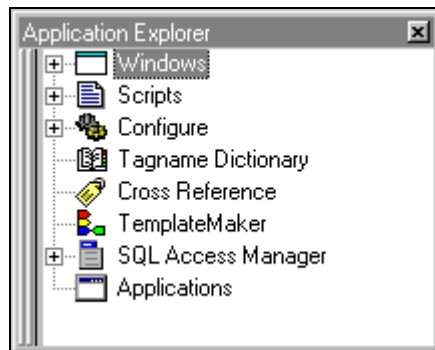 Application Explorer
Windows
Scripts
Configure
Tagname Dictionary
Cross Reference
TemplateMaker
SQL Access Manager
Applications